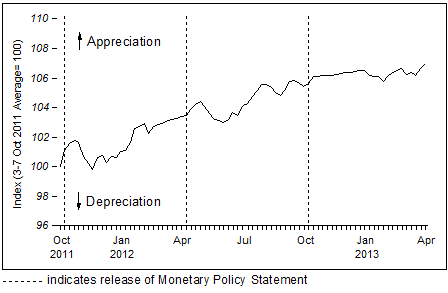 110
Appreciation
108
106
104
102
100
98
Depreciation
96
Index (3-7 Oct 2011 Average= 100)
Oct Jan Apr Jul Oct Jan Apr
2011 2012 2013
indicates release of Monetary Policy Statement